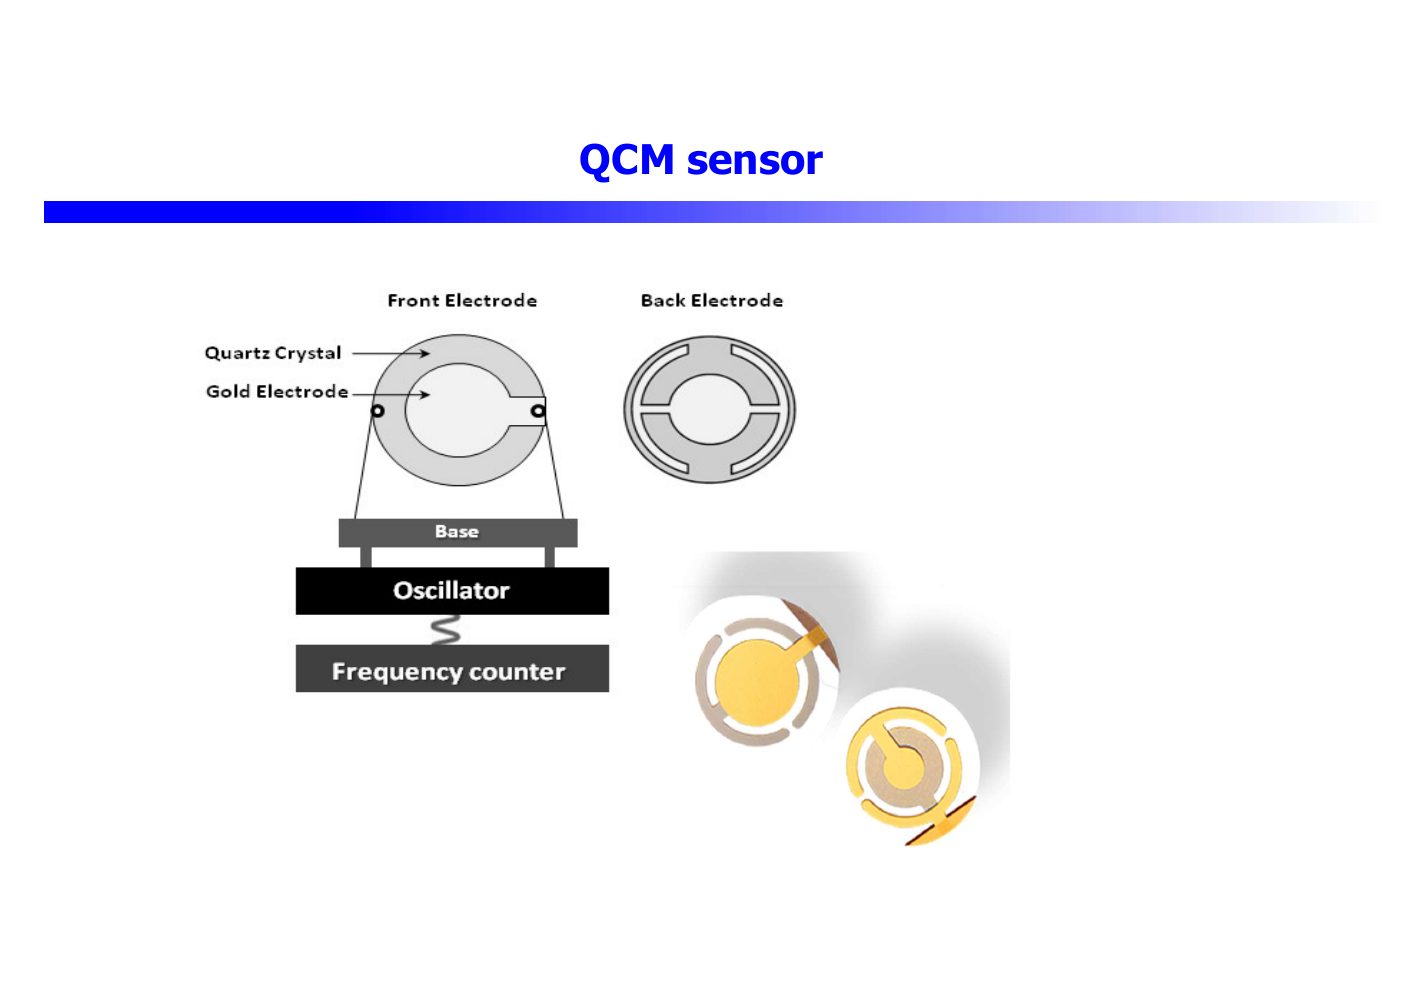 QCM sensor
Front Electrode
Back Electrode
Quartz Crystal
Gold Electrode
Base
Oscillator
Frequency counter